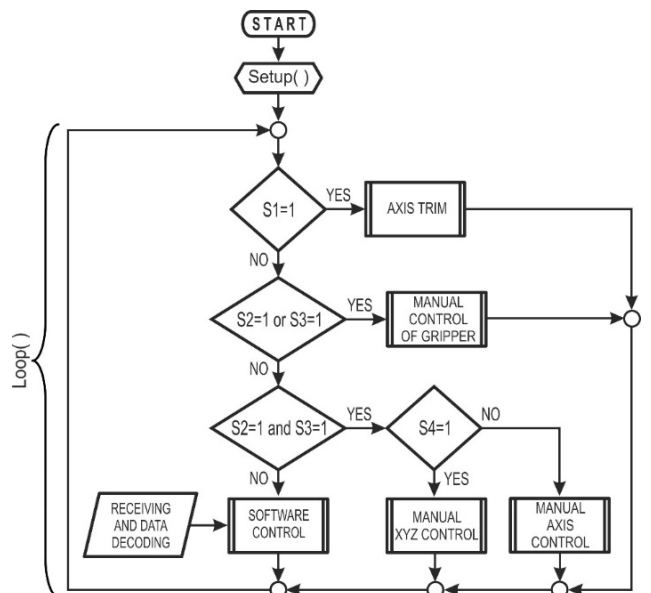 START
Setup( )
Loop( )
S1=1
YES
AXIS TRIM
NO
S2=1 or S3=1
YES
MANUAL
CONTROL
OF GRIPPER
NO
S2=1 and S3=1
YES
S4=1
NO
NO
YES
RECEIVING
AND DATA
DECODING
SOFTWARE
CONTROL
MANUAL
XYZ CONTROL
MANUAL
AXIS
CONTROL